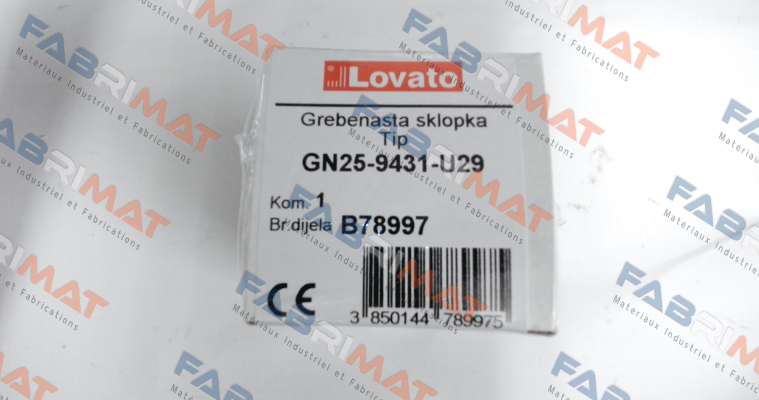 Lovato
Grebenasta sklopka
Tip
GN25-9431-U29
Kom. 1
Br.dijela B78997
CE
3 850144 789975
FABRIMAT
Matériaux Industriel et Fabrications